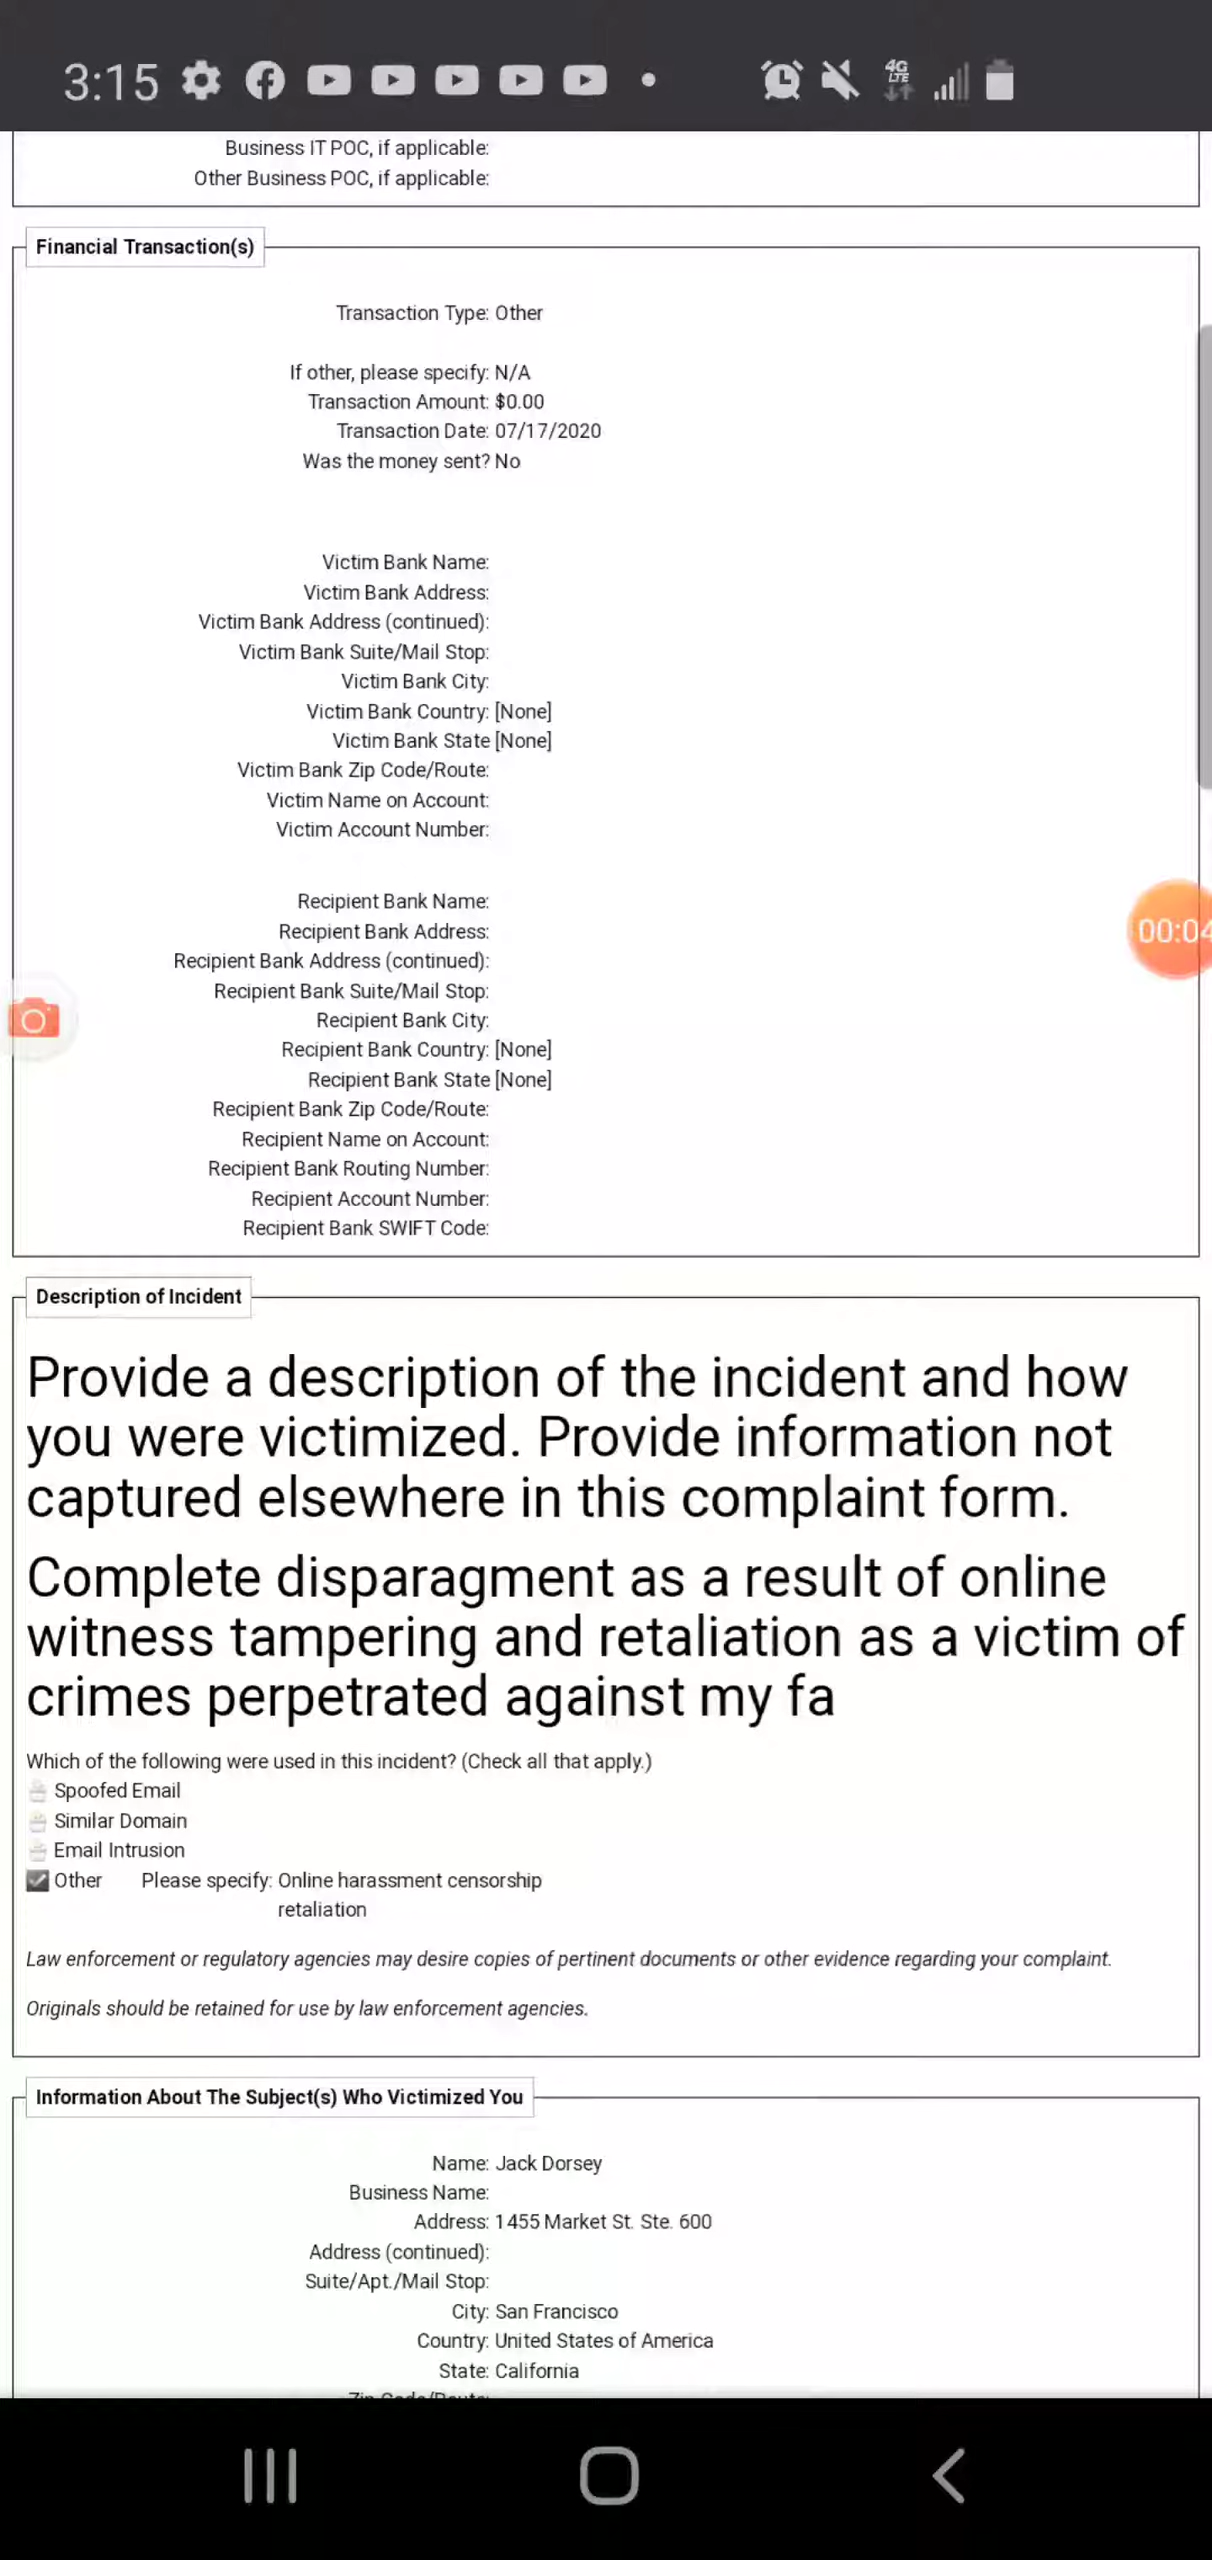 3:15
4G
LTE
Business IT POC, if applicable:
Other Business POC, if applicable:
Financial Transaction(s)
Transaction Type: Other
If other, please specify: N/A
Transaction Amount: $0.00
Transaction Date: 07/17/2020
Was the money sent? No
Victim Bank Name:
Victim Bank Address:
Victim Bank Address (continued):
Victim Bank Suite/Mail Stop:
Victim Bank City:
Victim Bank Country: [None]
Victim Bank State [None]
Victim Bank Zip Code/Route:
Victim Name on Account:
Victim Account Number:
Recipient Bank Name:
Recipient Bank Address:
00:04
Recipient Bank Address (continued):
Recipient Bank Suite/Mail Stop:
Recipient Bank City:
Recipient Bank Country: [None]
Recipient Bank State [None]
Recipient Bank Zip Code/Route:
Recipient Name on Account:
Recipient Bank Routing Number:
Recipient Account Number:
Recipient Bank SWIFT Code:
Description of Incident
Provide a description of the incident and how
you were victimized. Provide information not
captured elsewhere in this complaint form.
Complete disparagment as a result of online
witness tampering and retaliation as a victim of
crimes perpetrated against my fa
Which of the following were used in this incident? (Check all that apply.)
Spoofed Email
Similar Domain
Email Intrusion
Other Please specify: Online harassment censorship
retaliation
Law enforcement or regulatory agencies may desire copies of pertinent documents or other evidence regarding your complaint.
Originals should be retained for use by law enforcement agencies.
Information About The Subject(s) Who Victimized You
Name: Jack Dorsey
Business Name:
Address: 1455 Market St. Ste. 600
Address (continued):
Suite/Apt./Mail Stop:
City: San Francisco
Country: United States of America
State: California
Zip Code/Route: